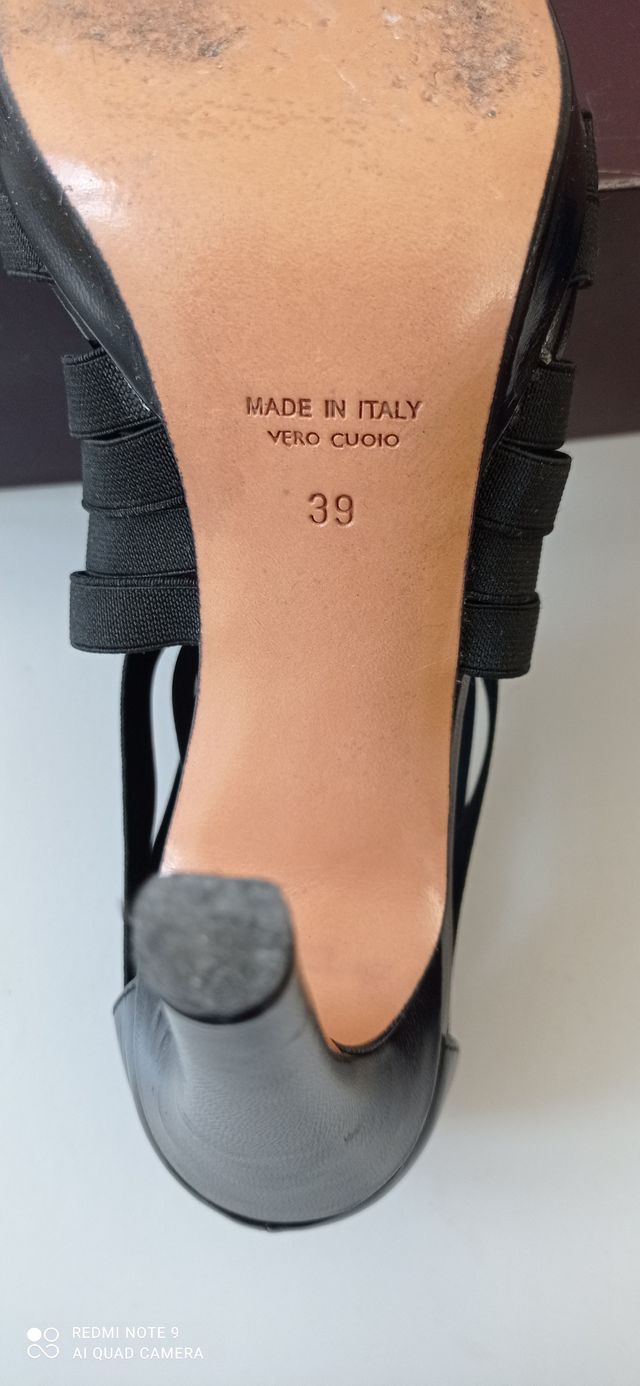 MADE IN ITALY
VERO CUOIO
39
REDMI NOTE 9
AI QUAD CAMERA